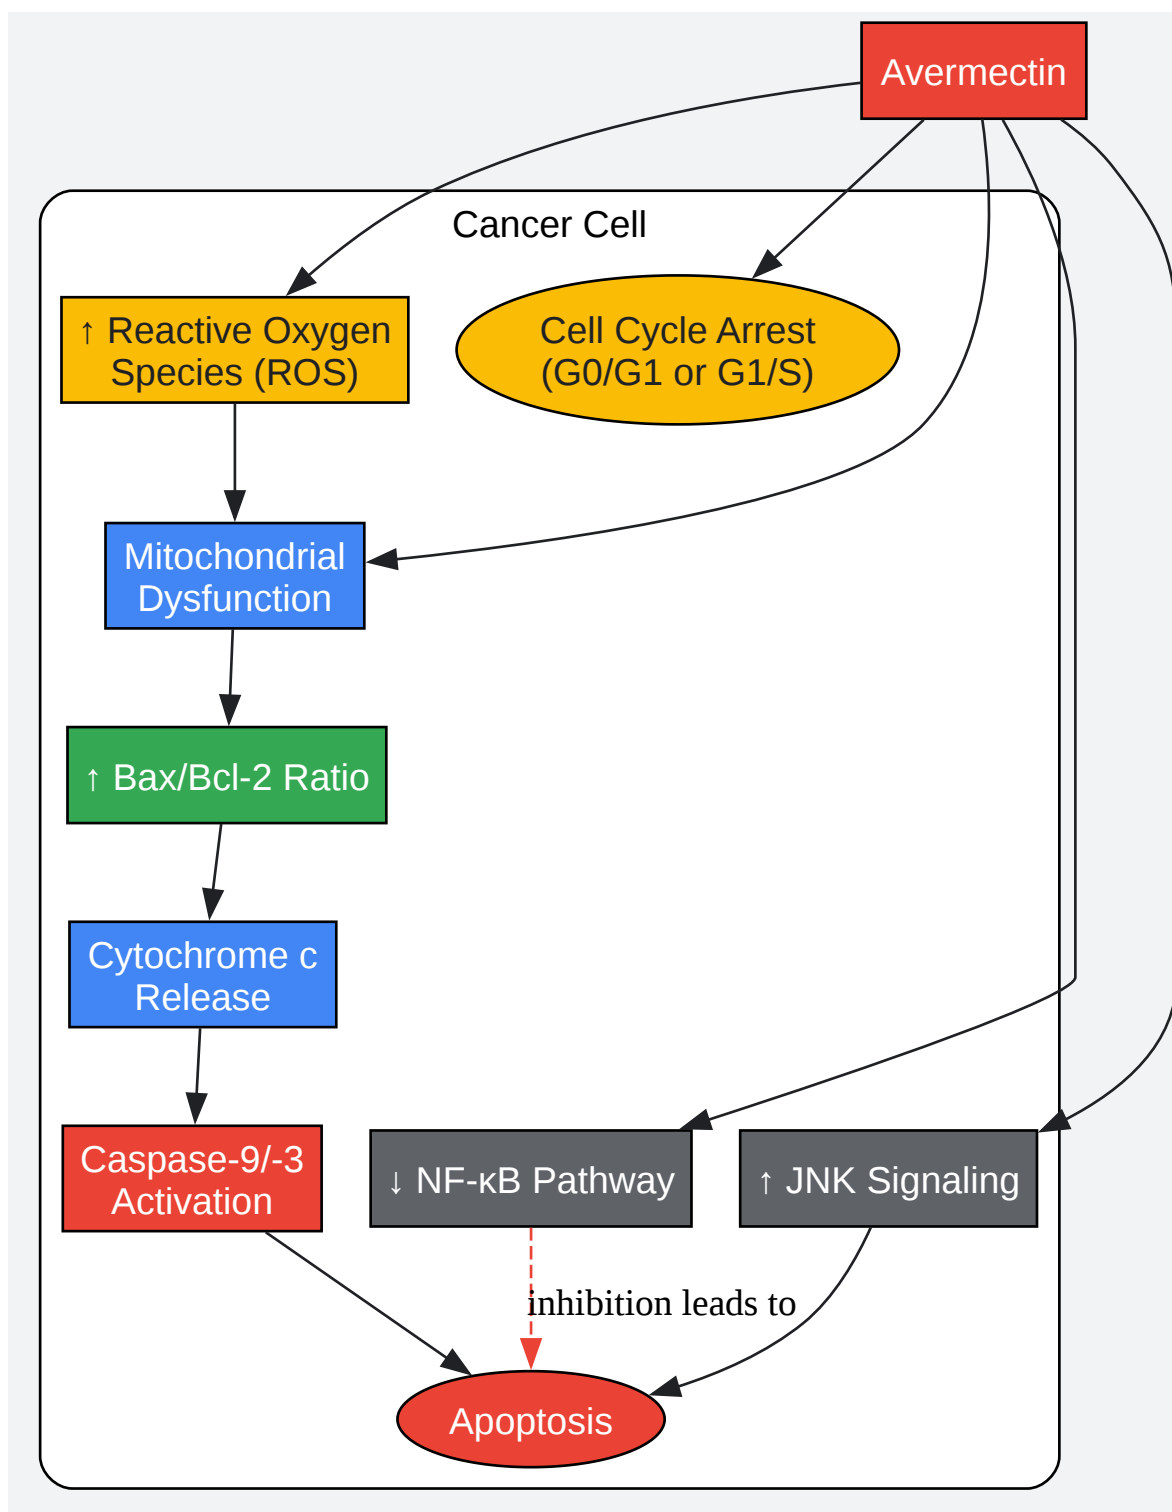 Avermectin
Cancer Cell
↑ Reactive Oxygen
Species (ROS)
Cell Cycle Arrest
(G0/G1 or G1/S)
Mitochondrial
Dysfunction
↑ Bax/Bcl-2 Ratio
Cytochrome c
Release
Caspase-9/-3
Activation
↓ NF-κB Pathway
↑ JNK Signaling
inhibition leads to
Apoptosis